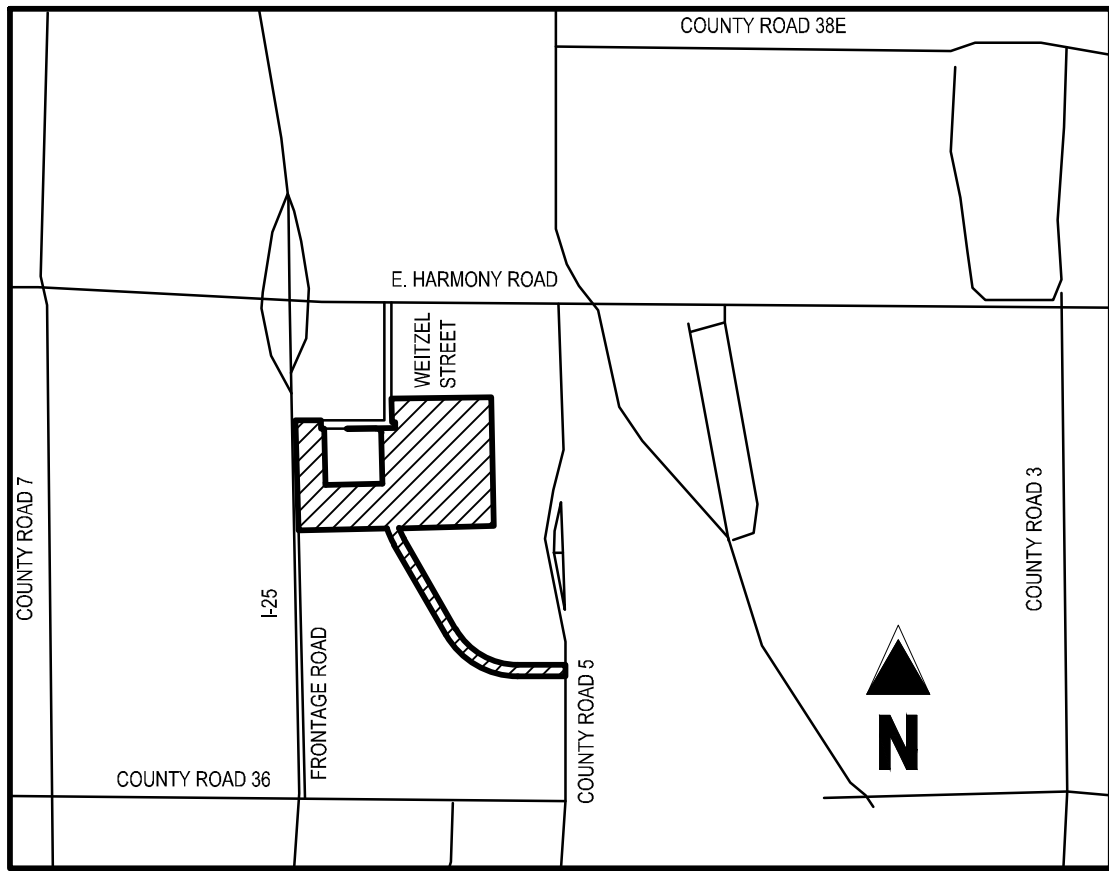 COUNTY ROAD 38E
E. HARMONY ROAD
WEITZEL
STREET
COUNTY ROAD 7
I-25
FRONTAGE ROAD
COUNTY ROAD 5
COUNTY ROAD 3
COUNTY ROAD 36
N